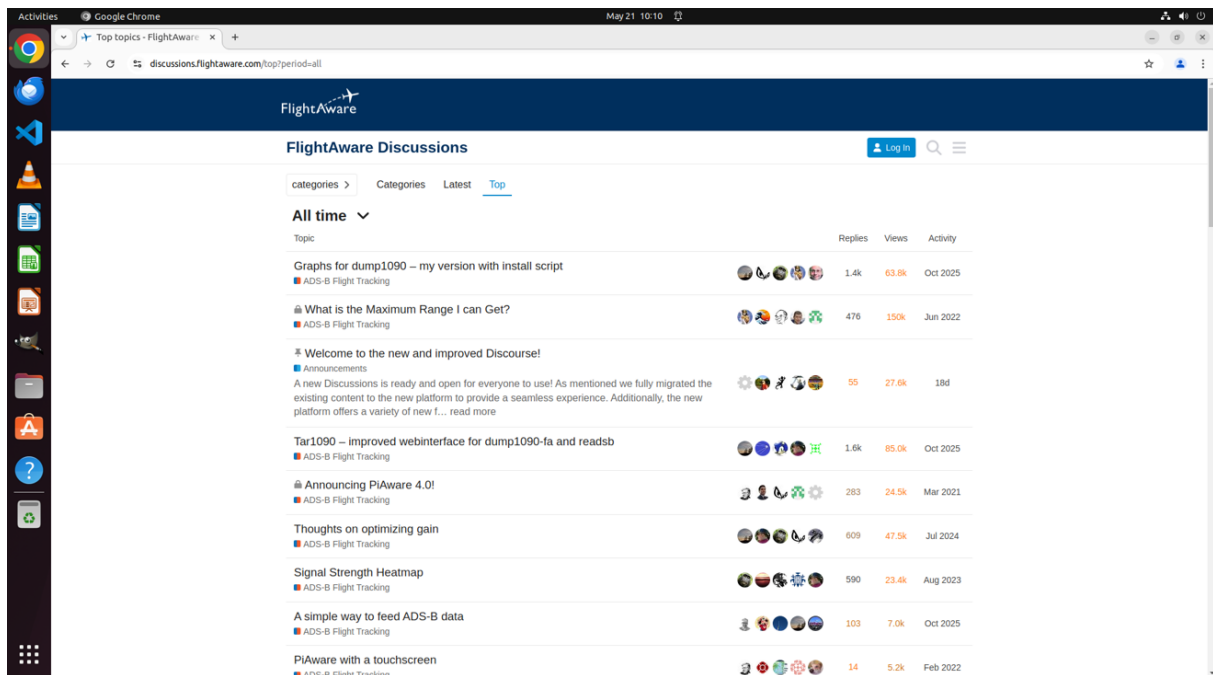 Activities Google Chrome May 21 10:10
Top topics - FlightAware
discussions.flightaware.com/top?period=all
FlightAware
FlightAware Discussions Log In
categories Categories Latest Top
All time
Topic Replies Views Activity
Graphs for dump1090 – my version with install script 1.4k 63.8k Oct 2025
ADS-B Flight Tracking
What is the Maximum Range I can Get? 476 150k Jun 2022
ADS-B Flight Tracking
Welcome to the new and improved Discourse!
Announcements
A new Discussions is ready and open for everyone to use! As mentioned we fully migrated the
existing content to the new platform to provide a seamless experience. Additionally, the new
platform offers a variety of new f… read more
55 27.6k 18d
Tar1090 – improved webinterface for dump1090-fa and readsb 1.6k 85.0k Oct 2025
ADS-B Flight Tracking
Announcing PiAware 4.0! 283 24.5k Mar 2021
ADS-B Flight Tracking
Thoughts on optimizing gain 609 47.5k Jul 2024
ADS-B Flight Tracking
Signal Strength Heatmap 590 23.4k Aug 2023
ADS-B Flight Tracking
A simple way to feed ADS-B data 103 7.0k Oct 2025
ADS-B Flight Tracking
PiAware with a touchscreen 14 5.2k Feb 2022
ADS-B Flight Tracking